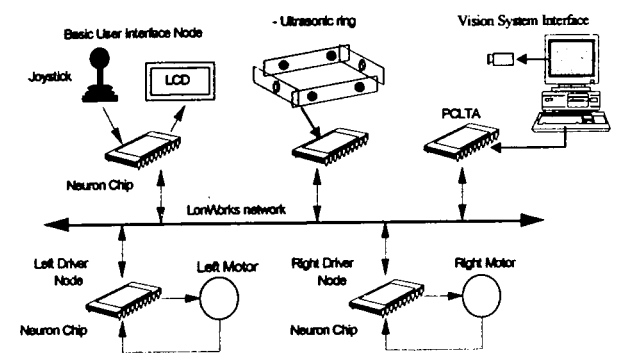 Basic User Interface Node
- Ultrasonic ring
Vision System Interface
Joystick
LCD
PCLTA
Neuron Chip
LonWorks network
Left Driver
Node
Left Motor
Right Driver
Node
Right Motor
Neuron Chip
Neuron Chip